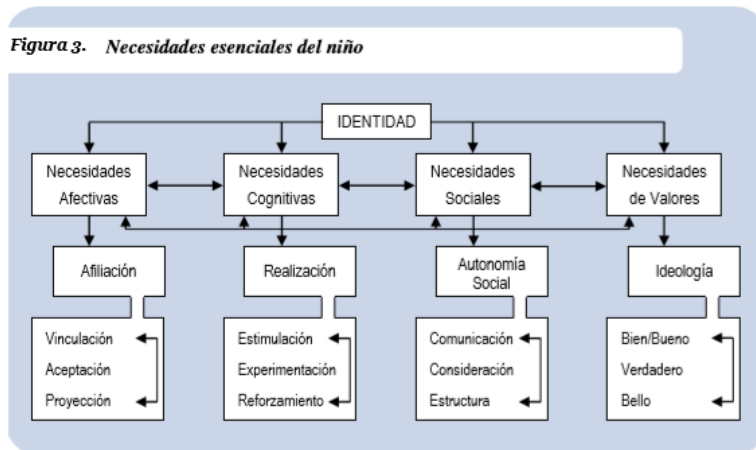 Figura 3. Necesidades esenciales del niño
IDENTIDAD
Necesidades
Afectivas
Necesidades
Cognitivas
Necesidades
Sociales
Necesidades
de Valores
Afiliación
Realización
Autonomía
Social
Ideología
Vinculación
Aceptación
Proyección
Estimulación
Experimentación
Reforzamiento
Comunicación
Consideración
Estructura
Bien/Bueno
Verdadero
Bello